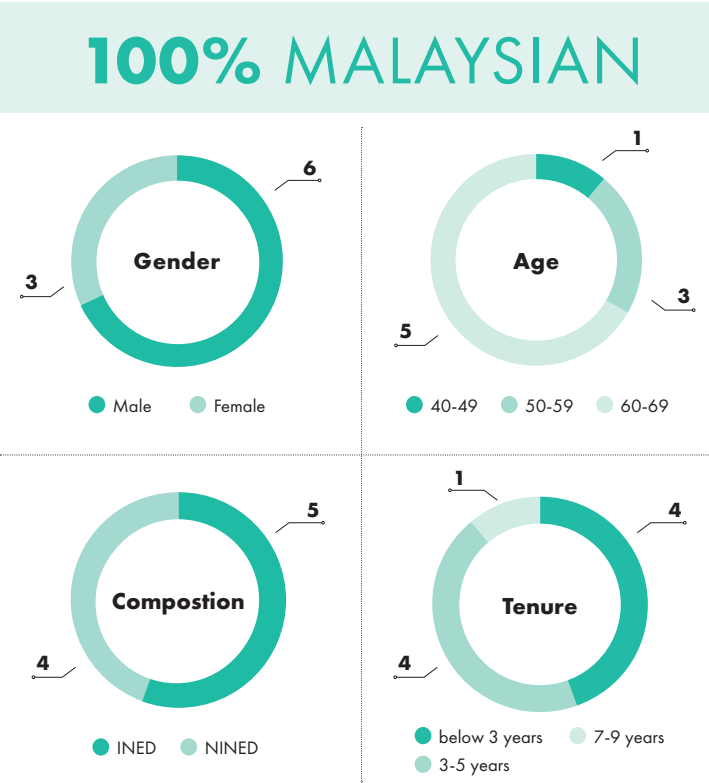 100% MALAYSIAN
6
Gender
3
Male Female
1
Age
3
5
40-49 50-59 60-69
5
Compostion
4
INED NINED
1
4
Tenure
4
below 3 years 7-9 years
3-5 years